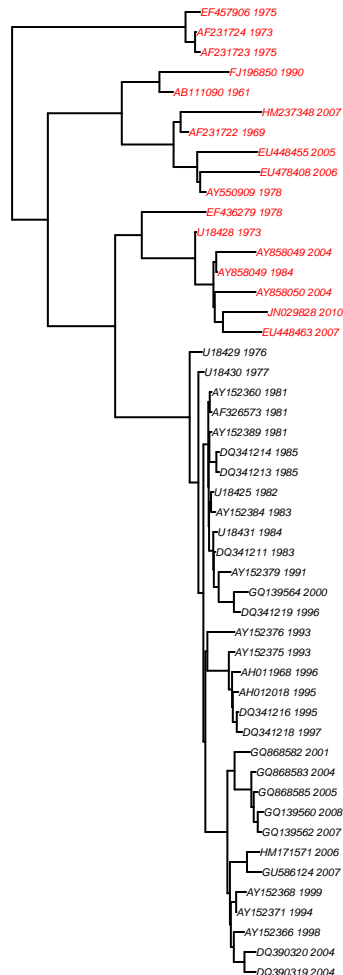 EF457906 1975
AF231724 1973
AF231723 1975
FJ196850 1990
AB111090 1961
HM237348 2007
AF231722 1969
EU448455 2005
EU478408 2006
AY550909 1978
EF436279 1978
U18428 1973
AY858049 2004
AY858049 1984
AY858050 2004
JN029828 2010
EU448463 2007
U18429 1976
U18430 1977
AY152360 1981
AF326573 1981
AY152389 1981
DQ341214 1985
DQ341213 1985
U18425 1982
AY152384 1983
U18431 1984
DQ341211 1983
AY152379 1991
GQ139564 2000
DQ341219 1996
AY152376 1993
AY152375 1993
AH011968 1996
AH012018 1995
DQ341216 1995
DQ341218 1997
GQ868582 2001
GQ868583 2004
GQ868585 2005
GQ139560 2008
GQ139562 2007
HM171571 2006
GU586124 2007
AY152368 1999
AY152371 1994
AY152366 1998
DQ390320 2004
DQ390319 2004